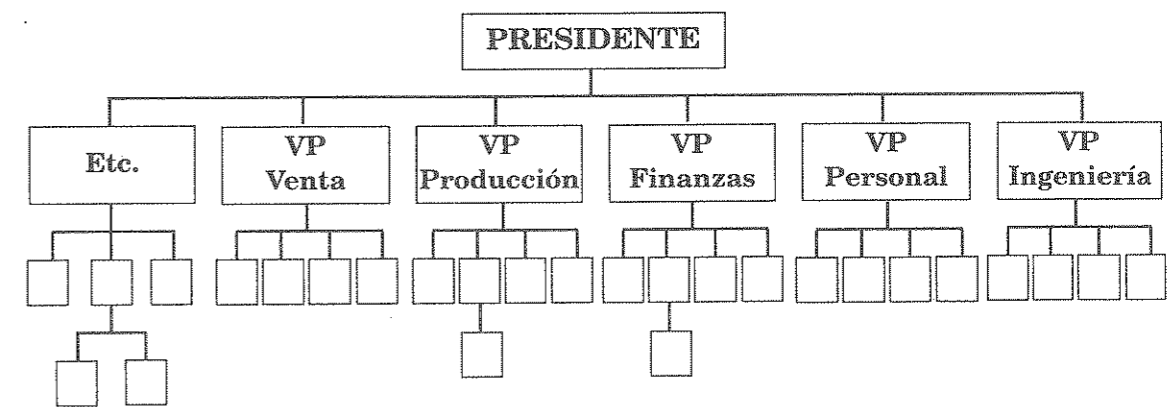 PRESIDENTE
Etc.
VP
Venta
VP
Producción
VP
Finanzas
VP
Personal
VP
Ingeniería